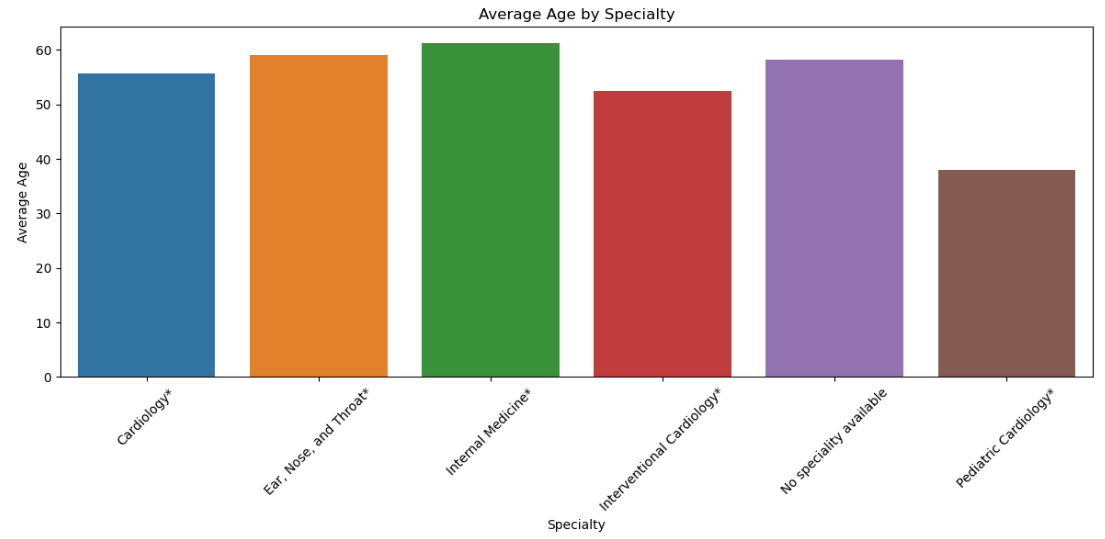 Average Age by Specialty
Average Age
60
50
40
30
20
10
0
Cardiology*
Ear, Nose, and Throat*
Internal Medicine*
Interventional Cardiology*
No speciality available
Pediatric Cardiology*
Specialty